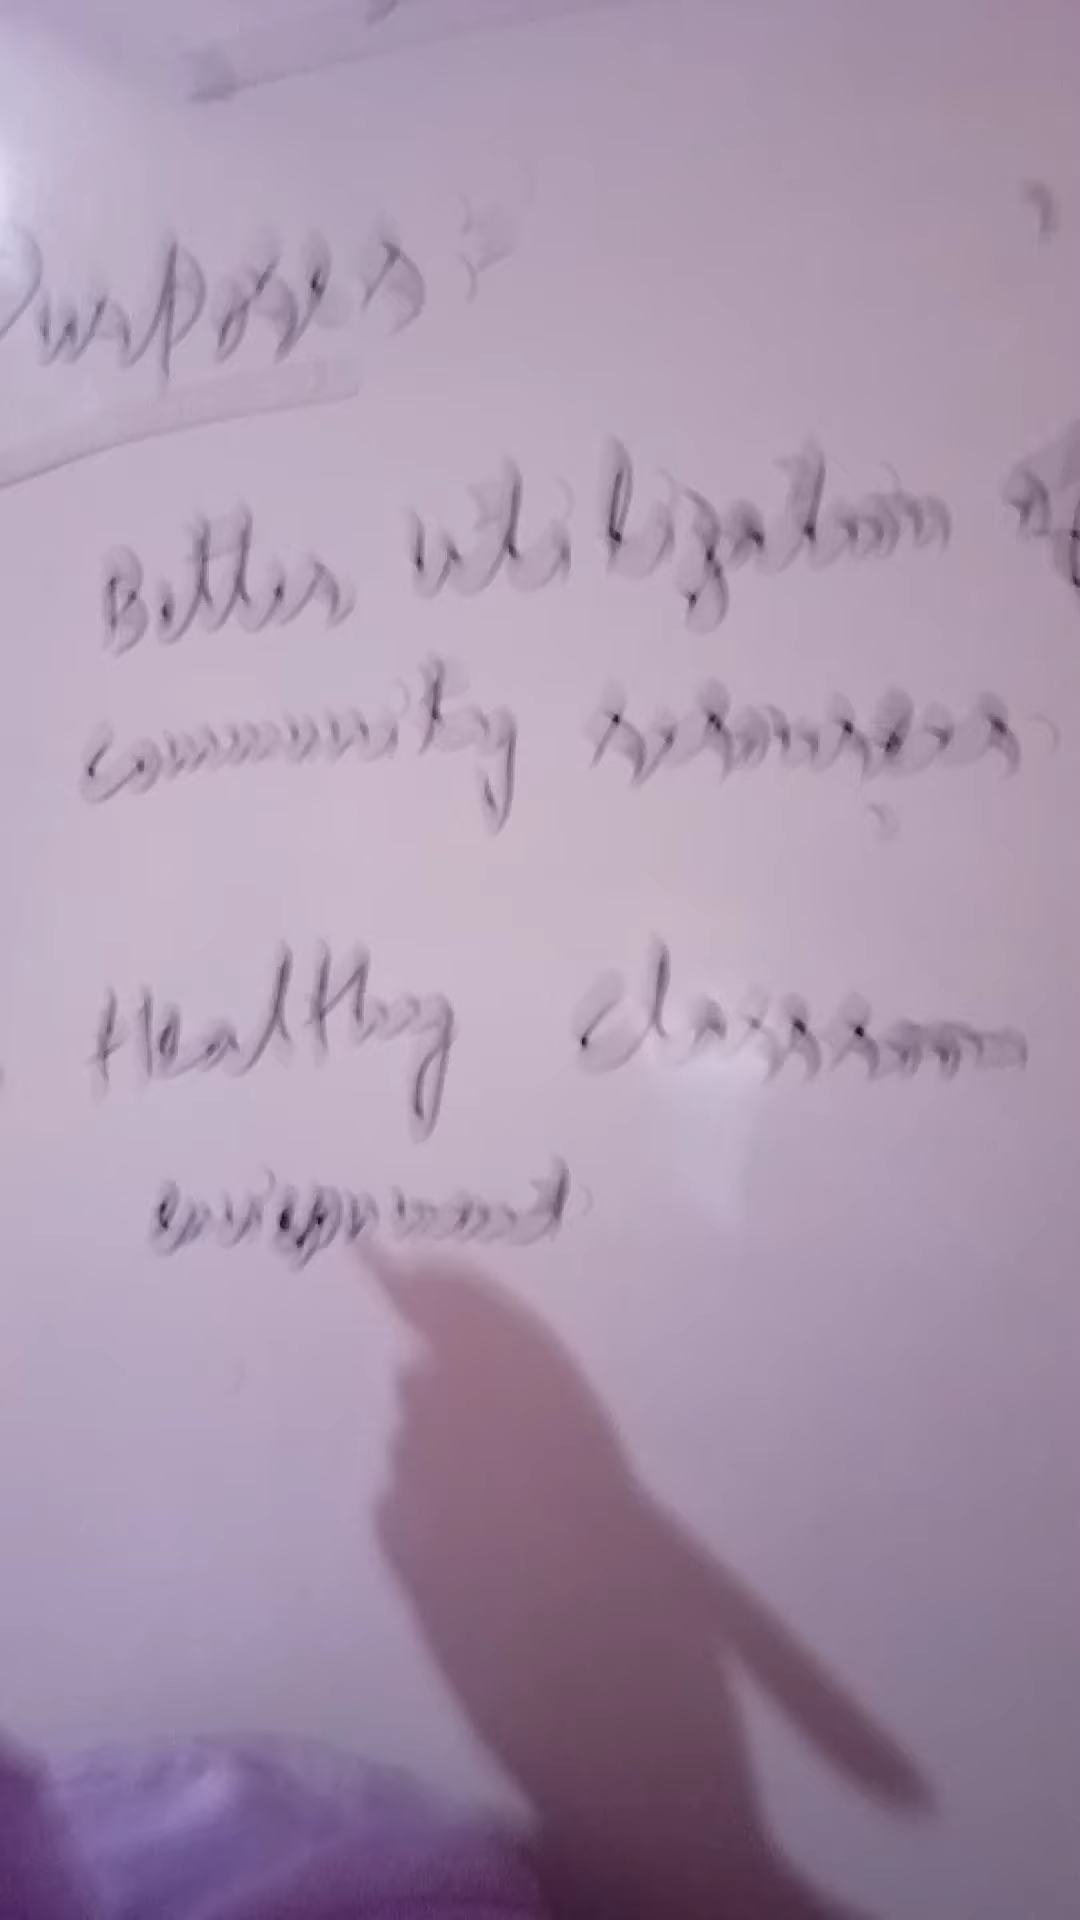 Purposes:
Better utilization of
community resources
Healthy classroom
environment